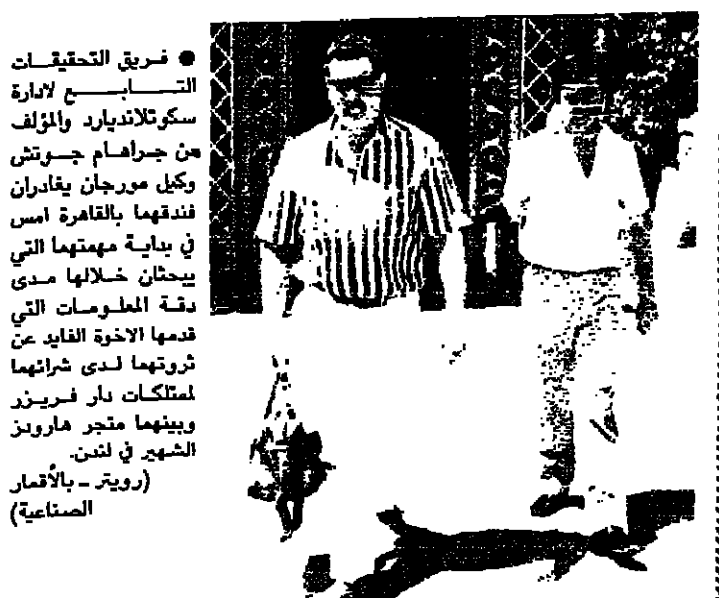 ● فريق التحقيقات
التابع لادارة
سكوتلانديارد والمؤلف
من جراهام جوتش
وكيل مورجان يغادران
فندقهما بالقاهرة امس
في بداية مهمتهما التي
يبحثان خلالها مدى
دقة المعلومات التي
قدمها الاخوة الفايد عن
ثروتهما لدى شرائهما
لممتلكات دار فريزر
وبينهما متجر هارودز
الشهير في لندن.
(رويتر ـ بالأقمار
الصناعية)